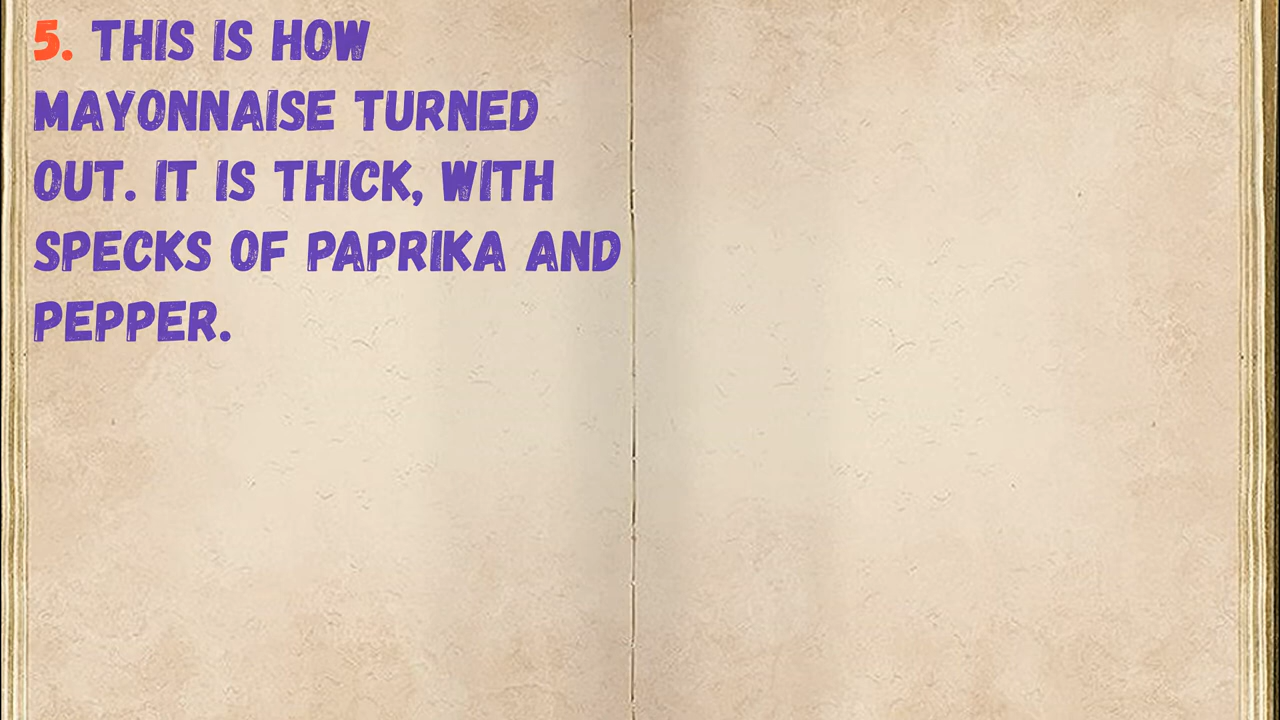 5. THIS IS HOW
MAYONNAISE TURNED
OUT. IT IS THICK, WITH
SPECKS OF PAPRIKA AND
PEPPER.